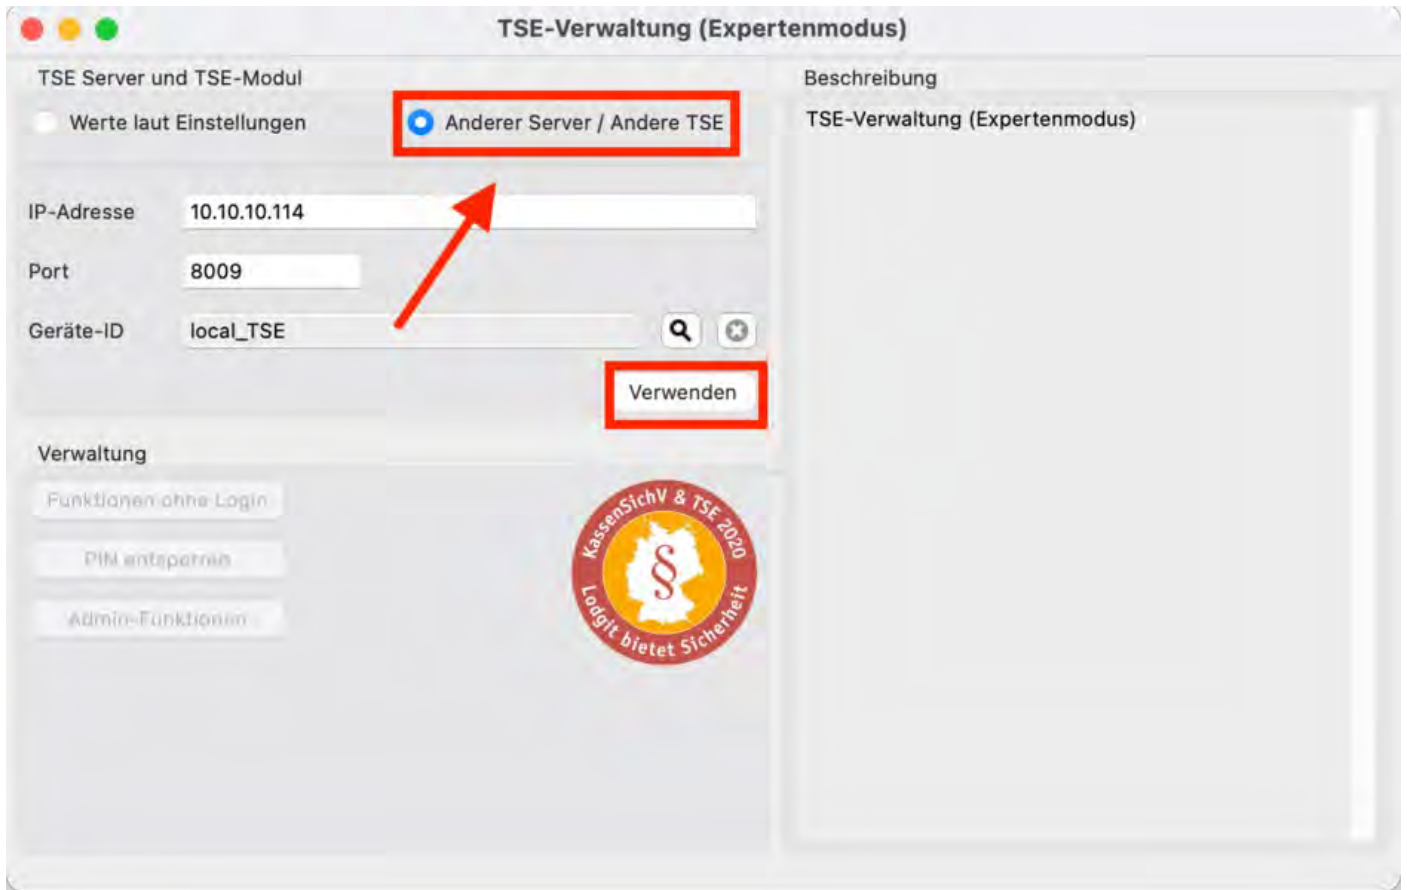 TSE-Verwaltung (Expertenmodus)
TSE Server und TSE-Modul
Werte laut Einstellungen
Anderer Server / Andere TSE
IP-Adresse
10.10.10.114
Port
8009
Geräte-ID
local_TSE
Verwenden
Verwaltung
Funktionen ohne Login
PIN entsperren
Admin-Funktionen
KassenSichV & TSE 2020
§
Lodgit bietet Sicherheit
Beschreibung
TSE-Verwaltung (Expertenmodus)